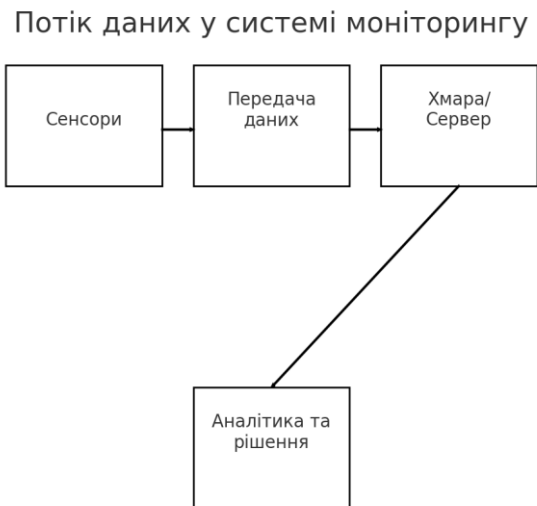 Потік даних у системі моніторингу
Сенсори
Передача
даних
Хмара/
Сервер
Аналітика та
рішення